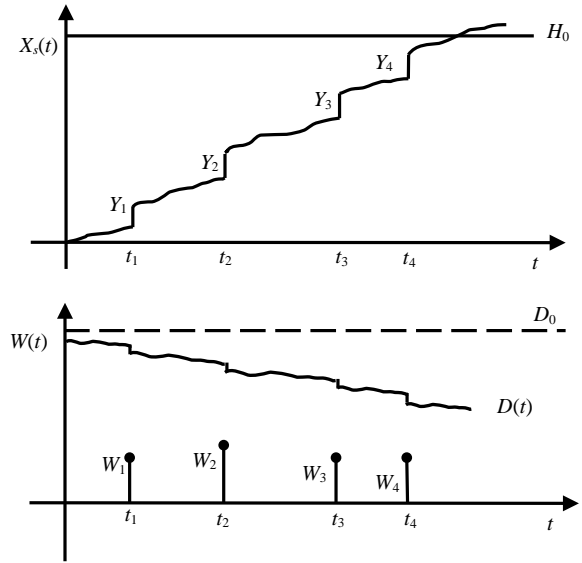 X_s(t)
H_0
Y_4
Y_3
Y_2
Y_1
t_1 t_2 t_3 t_4 t
D_0
W(t)
D(t)
W_1 W_2 W_3 W_4
t_1 t_2 t_3 t_4 t